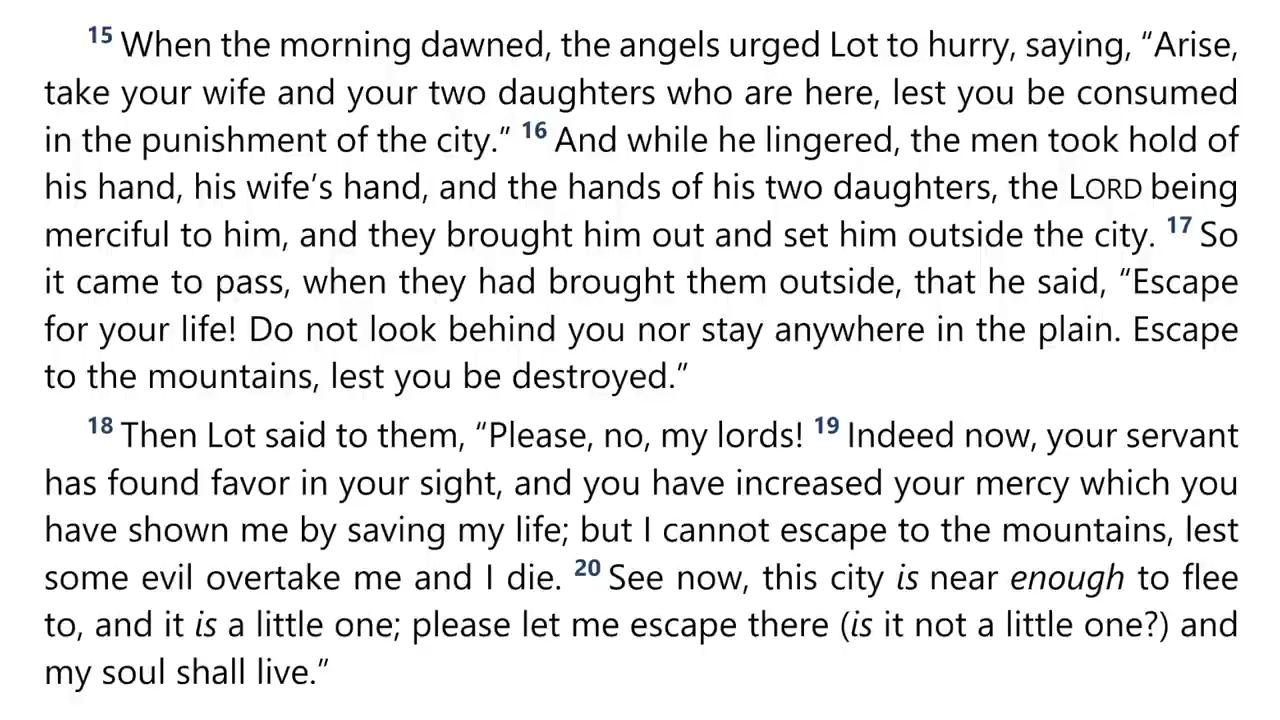 15 When the morning dawned, the angels urged Lot to hurry, saying, “Arise,
take your wife and your two daughters who are here, lest you be consumed
in the punishment of the city.” 16 And while he lingered, the men took hold of
his hand, his wife’s hand, and the hands of his two daughters, the LORD being
merciful to him, and they brought him out and set him outside the city. 17 So
it came to pass, when they had brought them outside, that he said, “Escape
for your life! Do not look behind you nor stay anywhere in the plain. Escape
to the mountains, lest you be destroyed.”
18 Then Lot said to them, “Please, no, my lords! 19 Indeed now, your servant
has found favor in your sight, and you have increased your mercy which you
have shown me by saving my life; but I cannot escape to the mountains, lest
some evil overtake me and I die. 20 See now, this city is near enough to flee
to, and it is a little one; please let me escape there (is it not a little one?) and
my soul shall live.”